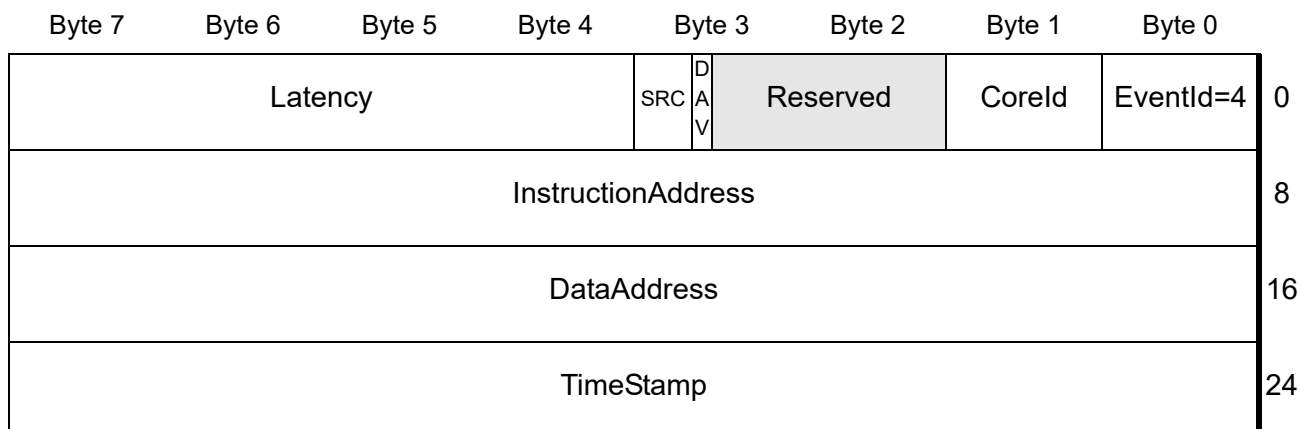 Byte 7 Byte 6 Byte 5 Byte 4 Byte 3 Byte 2 Byte 1 Byte 0
Latency SRC DAV Reserved CoreId EventId=4 0
InstructionAddress 8
DataAddress 16
TimeStamp 24